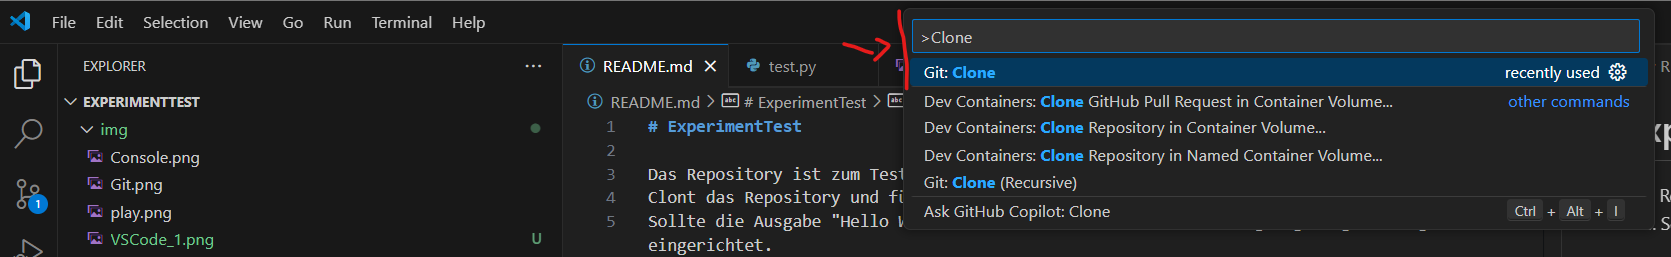 File Edit Selection View Go Run Terminal Help
>Clone
Git: Clone recently used
Dev Containers: Clone GitHub Pull Request in Container Volume... other commands
Dev Containers: Clone Repository in Container Volume...
Dev Containers: Clone Repository in Named Container Volume...
Git: Clone (Recursive)
Ask GitHub Copilot: Clone Ctrl + Alt + I
EXPLORER ...
EXPERIMENTTEST
img
Console.png
Git.png
play.png
VSCode_1.png U
1
README.md test.py
README.md > # ExperimentTest >
1 # ExperimentTest
2
3 Das Repository ist zum Test
4 Clont das Repository und
5 Sollte die Ausgabe "Hello
eingerichtet.